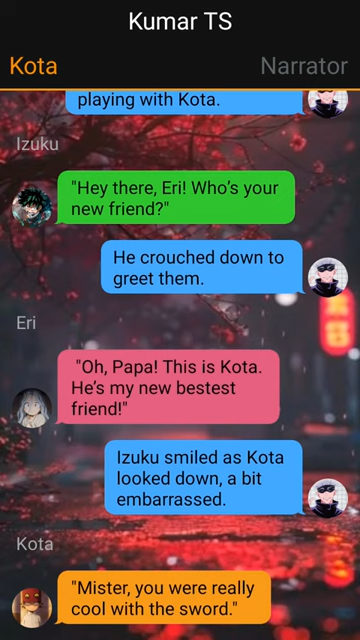 Kumar TS
Kota
Narrator
playing with Kota.
Izuku
"Hey there, Eri! Who's your
new friend?"
He crouched down to
greet them.
Eri
"Oh, Papa! This is Kota.
He's my new bestest
friend!"
Izuku smiled as Kota
looked down, a bit
embarrassed.
Kota
"Mister, you were really
cool with the sword."